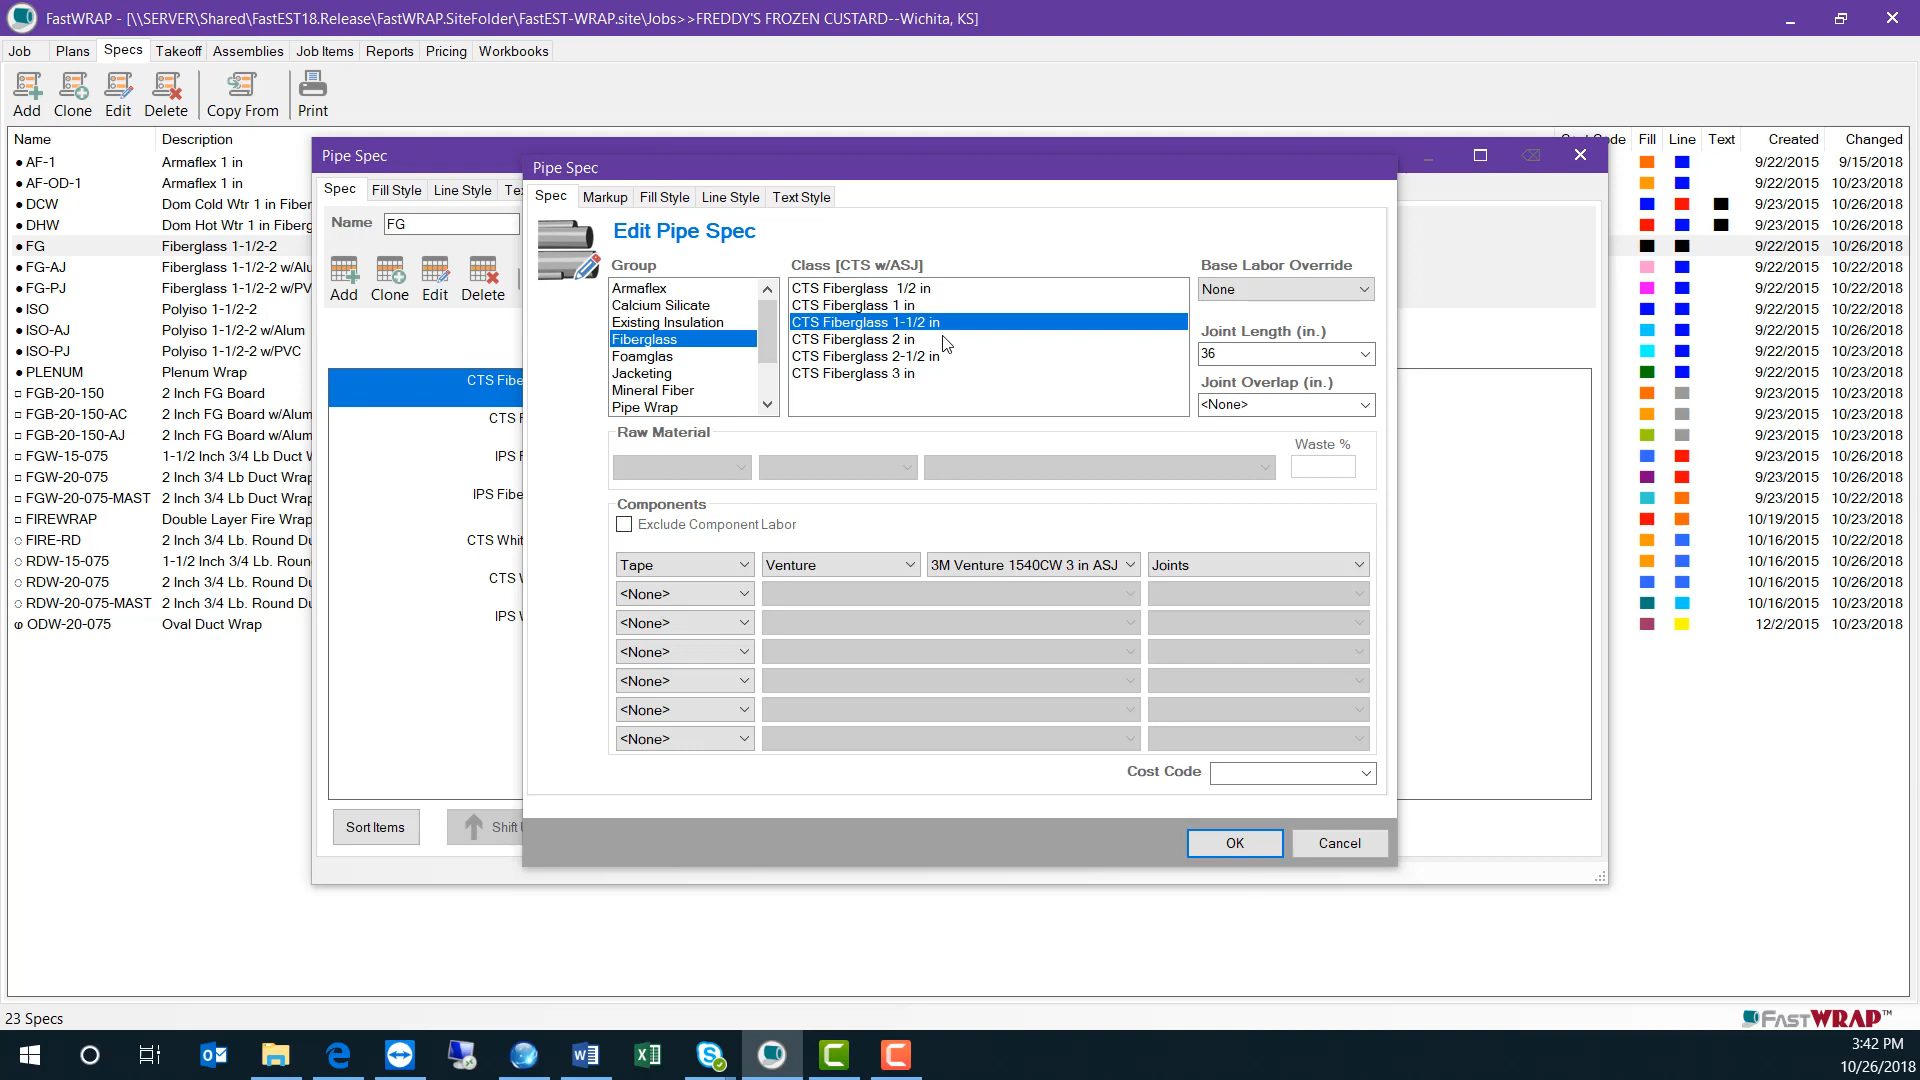 FastWRAP - [\\SERVER\Shared\FastEST18.Release\FastWRAP.SiteFolder\FastEST-WRAP.site\Jobs>>FREDDY'S FROZEN CUSTARD--Wichita, KS]
Job Plans Specs Takeoff Assemblies Job Items Reports Pricing Workbooks
Add Clone Edit Delete Copy From Print
Name Description Fill Line Text Created Changed
AF-1 Armaflex 1 in 9/22/2015 9/15/2018
AF-OD-1 Armaflex 1 in 9/22/2015 10/23/2018
DCW Dom Cold Wtr 1 in Fiber 9/23/2015 10/26/2018
DHW Dom Hot Wtr 1 in Fiberg 9/23/2015 10/26/2018
FG Fiberglass 1-1/2-2 9/22/2015 10/26/2018
FG-AJ Fiberglass 1-1/2-2 w/Alu 9/22/2015 10/22/2018
FG-PJ Fiberglass 1-1/2-2 w/PV 9/22/2015 10/23/2018
ISO Polyiso 1-1/2-2 9/22/2015 10/23/2018
ISO-AJ Polyiso 1-1/2-2 w/Alum 9/22/2015 10/23/2018
ISO-PJ Polyiso 1-1/2-2 w/PVC 9/22/2015 10/23/2018
PLENUM Plenum Wrap 9/22/2015 10/23/2018
FGB-20-150 2 Inch FG Board 9/23/2015 10/23/2018
FGB-20-150-AC 2 Inch FG Board w/Alum 9/23/2015 10/23/2018
FGB-20-150-AJ 2 Inch FG Board w/Alum 9/23/2015 10/23/2018
FGW-15-075 1-1/2 Inch 3/4 Lb Duct W 9/23/2015 10/23/2018
FGW-20-075 2 Inch 3/4 Lb Duct Wrap 9/23/2015 10/23/2018
FGW-20-075-MAST 2 Inch 3/4 Lb Duct Wrap 9/23/2015 10/22/2018
FIREWRAP Double Layer Fire Wrap 10/19/2015 10/23/2018
FIRE-RD 2 Inch 3/4 Lb. Round Du 10/16/2015 10/22/2018
RDW-15-075 1-1/2 Inch 3/4 Lb. Roun 10/16/2015 10/26/2018
RDW-20-075 2 Inch 3/4 Lb. Round Du 10/16/2015 10/26/2018
RDW-20-075-MAST 2 Inch 3/4 Lb. Round Du 10/16/2015 10/23/2018
ODW-20-075 Oval Duct Wrap 12/2/2015 10/23/2018
Pipe Spec
Spec Fill Style Line Style Te
Name FG
Add Clone Edit Delete
CTS Fibe
CTS F
IPS F
IPS Fibe
CTS Whit
CTS W
IPS W
Sort Items Shift U
Pipe Spec
Spec Markup Fill Style Line Style Text Style
Edit Pipe Spec
Group
Armaflex
Calcium Silicate
Existing Insulation
Fiberglass
Foamglas
Jacketing
Mineral Fiber
Pipe Wrap
Class [CTS w/ASJ]
CTS Fiberglass 1/2 in
CTS Fiberglass 1 in
CTS Fiberglass 1-1/2 in
CTS Fiberglass 2 in
CTS Fiberglass 2-1/2 in
CTS Fiberglass 3 in
Base Labor Override
None
Joint Length (in.)
36
Joint Overlap (in.)
<None>
Raw Material
Waste %
Components
Exclude Component Labor
Tape Venture 3M Venture 1540CW 3 in ASJ Joints
<None>
<None>
<None>
<None>
<None>
<None>
Cost Code
OK Cancel
23 Specs
FASTWRAP™
3:42 PM
10/26/2018